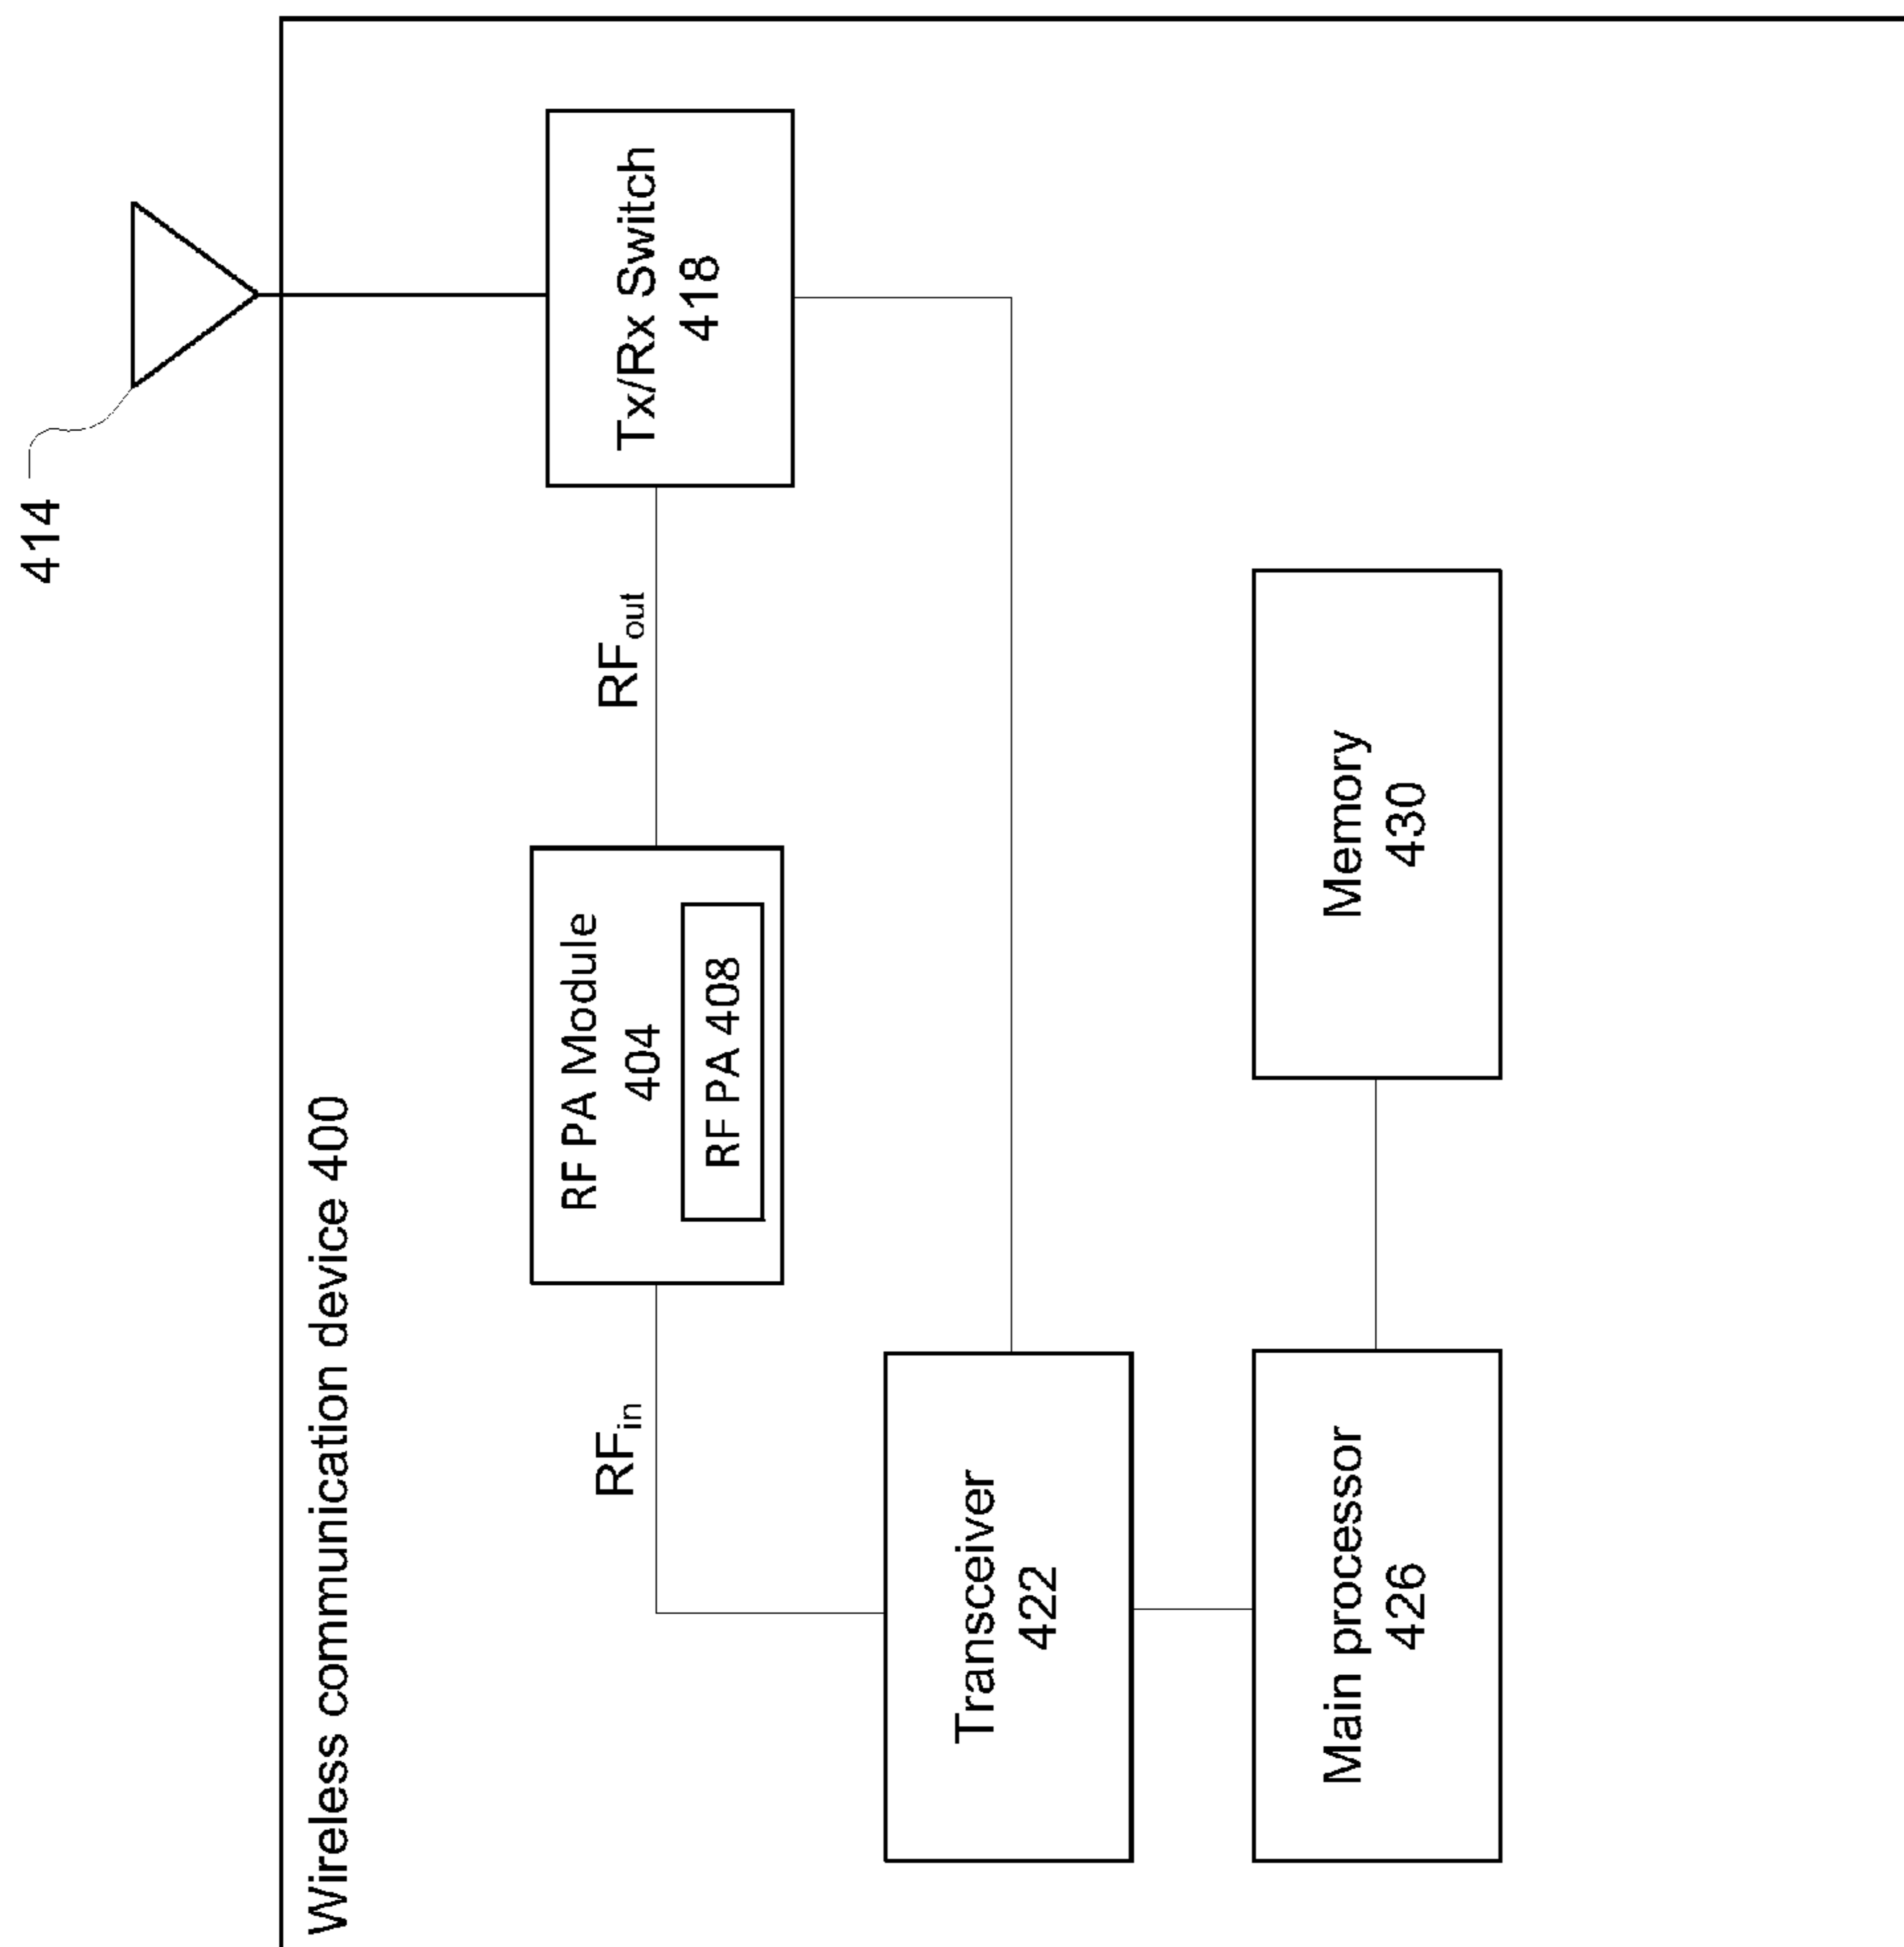 414
Wireless communication device 400
RF PA Module
404
RF PA 408
RFin
RFout
Tx/Rx Switch
418
Transceiver
422
Main processor
426
Memory
430